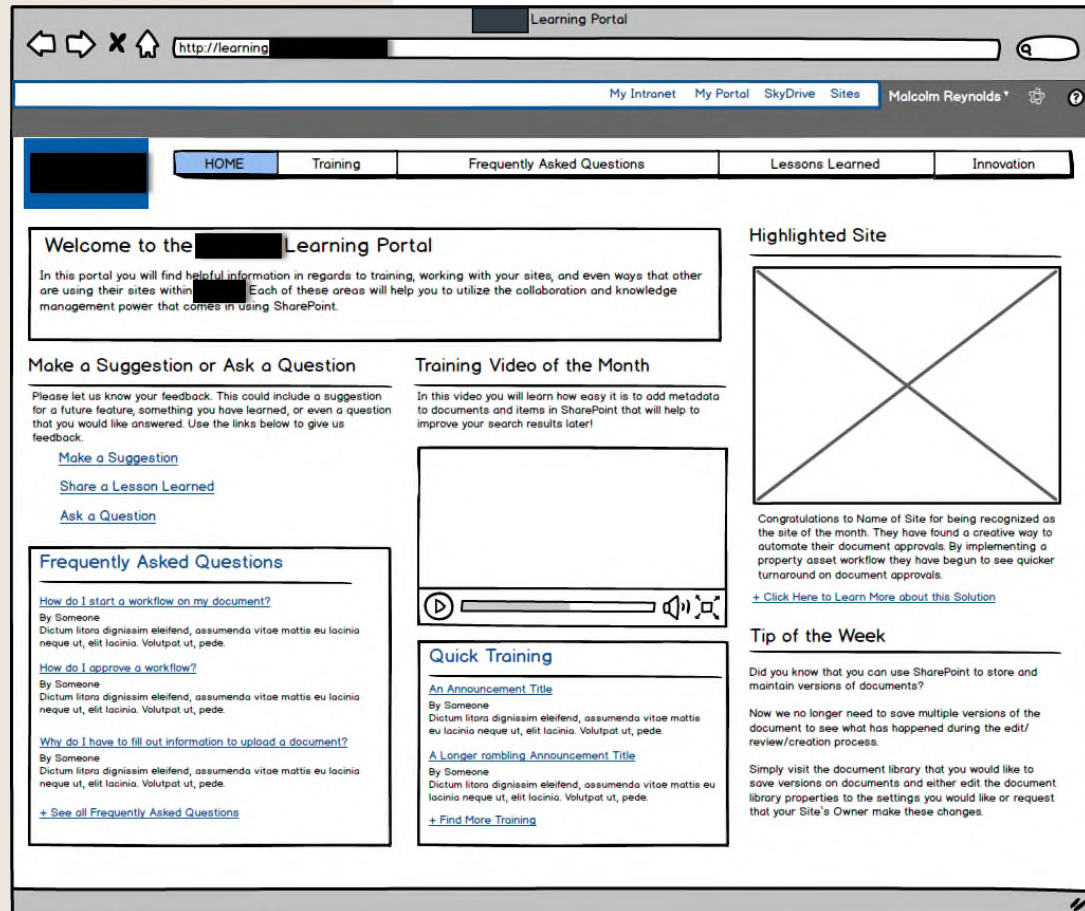 Learning Portal
http://learning
My Intranet My Portal SkyDrive Sites Malcolm Reynolds
HOME Training Frequently Asked Questions Lessons Learned Innovation
Welcome to the Learning Portal
In this portal you will find helpful information in regards to training, working with your sites, and even ways that other
are using their sites within Each of these areas will help you to utilize the collaboration and knowledge
management power that comes in using SharePoint.
Make a Suggestion or Ask a Question
Please let us know your feedback. This could include a suggestion
for a future feature, something you have learned, or even a question
that you would like answered. Use the links below to give us
feedback.
Make a Suggestion
Share a Lesson Learned
Ask a Question
Frequently Asked Questions
How do I start a workflow on my document?
By Someone
Dictum litora dignissim eleifend, assumenda vitae mattis eu lacinia
neque ut, elit lacinia. Volutpat ut, pede.
How do I approve a workflow?
By Someone
Dictum litora dignissim eleifend, assumenda vitae mattis eu lacinia
neque ut, elit lacinia. Volutpat ut, pede.
Why do I have to fill out information to upload a document?
By Someone
Dictum litora dignissim eleifend, assumenda vitae mattis eu lacinia
neque ut, elit lacinia. Volutpat ut, pede.
+ See all Frequently Asked Questions
Training Video of the Month
In this video you will learn how easy it is to add metadata
to documents and items in SharePoint that will help to
improve your search results later!
Quick Training
An Announcement Title
By Someone
Dictum litora dignissim eleifend, assumenda vitae mattis
eu lacinia neque ut, elit lacinia. Volutpat ut, pede.
A Longer rambling Announcement Title
By Someone
Dictum litora dignissim eleifend, assumenda vitae mattis eu
lacinia neque ut, elit lacinia. Volutpat ut, pede.
+ Find More Training
Highlighted Site
Congratulations to Name of Site for being recognized as
the site of the month. They have found a creative way to
automate their document approvals. By implementing a
property asset workflow they have begun to see quicker
turnaround on document approvals.
+ Click Here to Learn More about this Solution
Tip of the Week
Did you know that you can use SharePoint to store and
maintain versions of documents?
Now we no longer need to save multiple versions of the
document to see what has happened during the edit/
review/creation process.
Simply visit the document library that you would like to
save versions on documents and either edit the document
library properties to the settings you would like or request
that your Site's Owner make these changes.